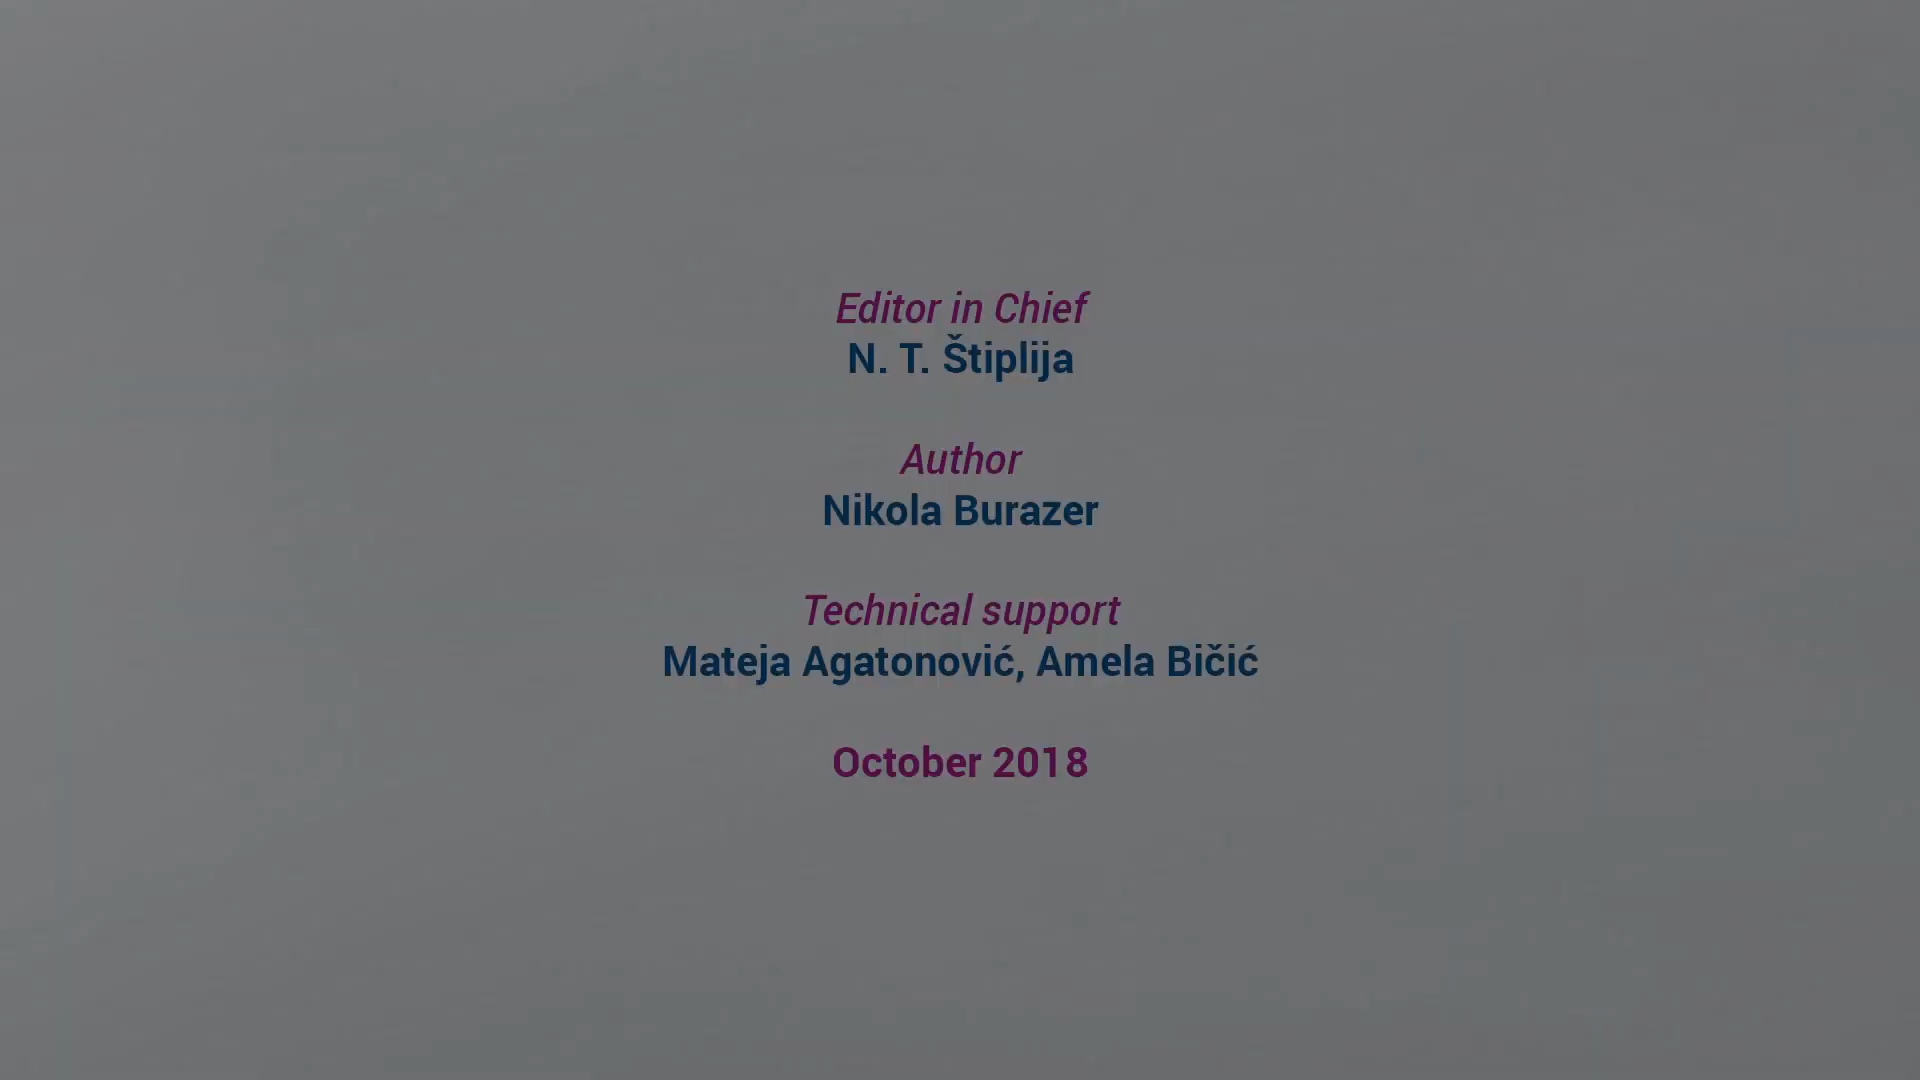 Editor in Chief
N. T. Štiplija
Author
Nikola Burazer
Technical support
Mateja Agatonović, Amela Bičić
October 2018